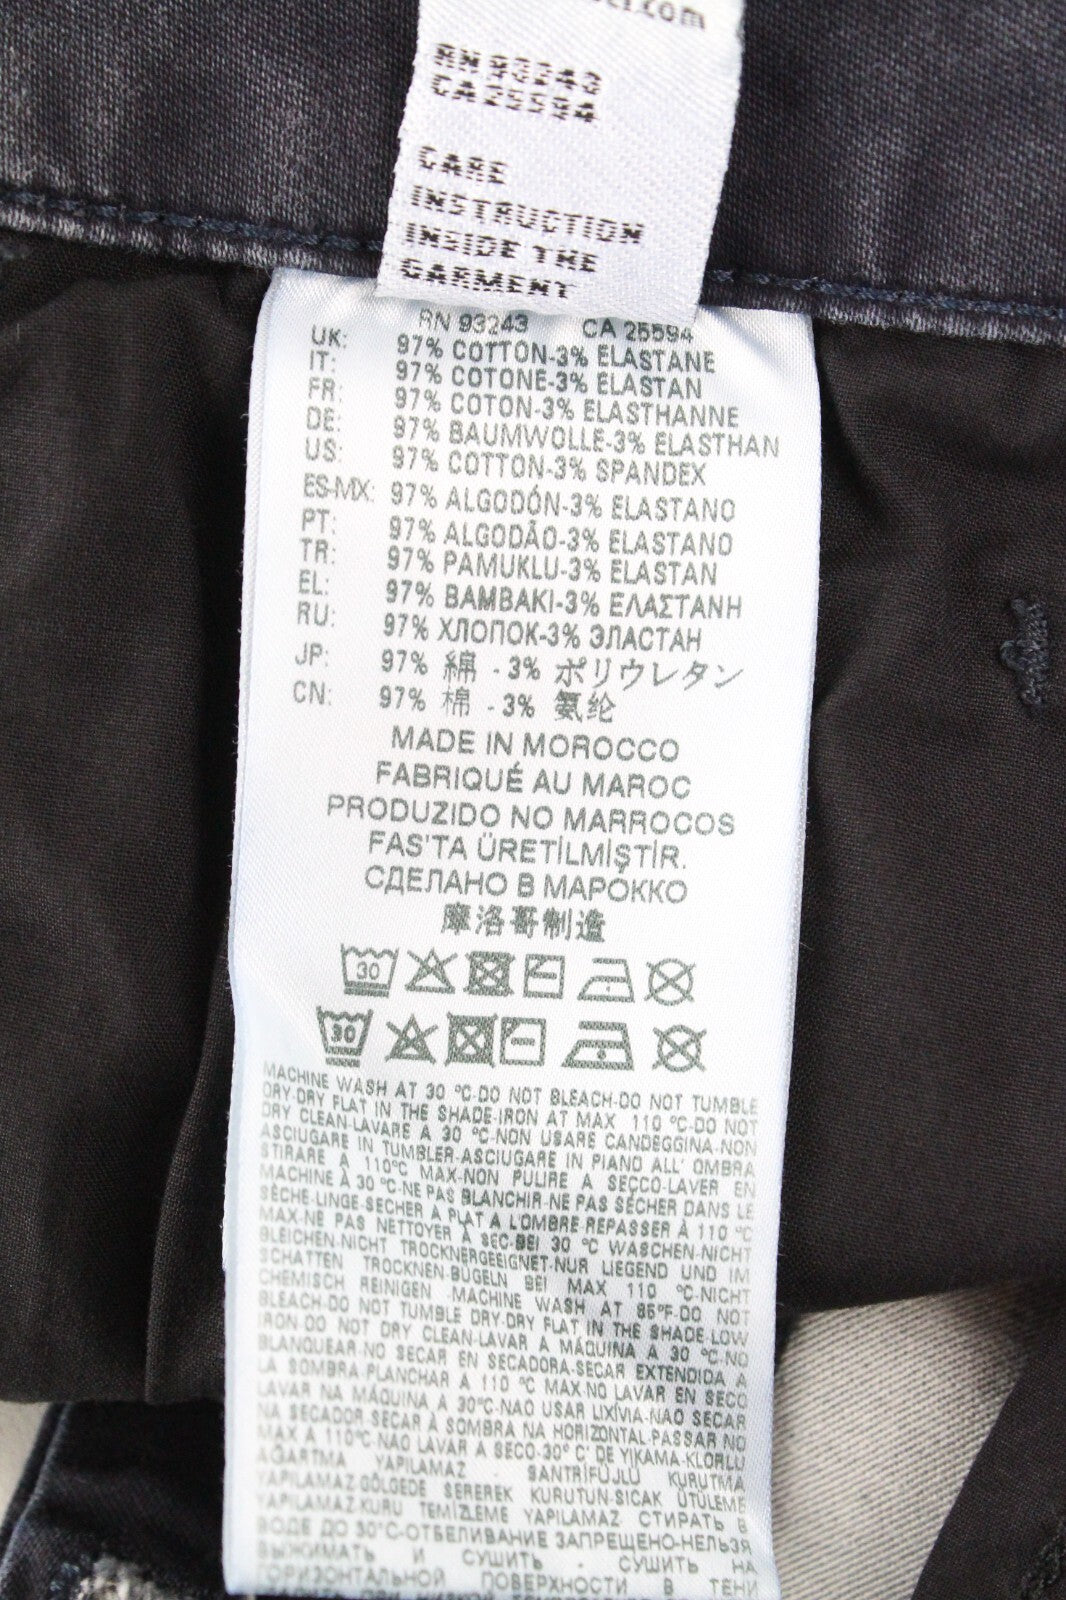 RN 93243
CA 25594
CARE
INSTRUCTION
INSIDE THE
GARMENT
RN 93243 CA 25594
UK: 97% COTTON-3% ELASTANE
IT: 97% COTONE-3% ELASTAN
FR: 97% COTON-3% ELASTHANNE
DE: 97% BAUMWOLLE-3% ELASTHAN
US: 97% COTTON-3% SPANDEX
ES-MX: 97% ALGODÓN-3% ELASTANO
PT: 97% ALGODÃO-3% ELASTANO
TR: 97% PAMUKLU-3% ELASTAN
EL: 97% BAMBAKI-3% ΕΛΑΣΤΑΝΗ
RU: 97% ХЛОПОК-3% ЭЛАСТАН
JP: 97% 綿 - 3% ポリウレタン
CN: 97% 棉 - 3% 氨纶
MADE IN MOROCCO
FABRIQUÉ AU MAROC
PRODUZIDO NO MARROCOS
FAS'TA ÜRETİLMİŞTİR.
СДЕЛАНО В МАРОККО
摩洛哥制造
30
30
MACHINE WASH AT 30 °C-DO NOT BLEACH-DO NOT TUMBLE
DRY-DRY FLAT IN THE SHADE-IRON AT MAX 110 °C-DO NOT
DRY CLEAN-LAVARE A 30 °C-NON USARE CANDEGGINA-NON
ASCIUGARE IN TUMBLER-ASCIUGARE IN PIANO ALL' OMBRA
STIRARE A 110°C MAX-NON PULIRE A SECCO-LAVER EN
MACHINE À 30 °C-NE PAS BLANCHIR-NE PAS SÉCHER DANS LE
SÈCHE-LINGE-SÉCHER A PLAT A L'OMBRE-REPASSER À 110 °C
MAX-NE PAS NETTOYER À SEC-BEI 30 °C WASCHEN-NICHT
BLEICHEN-NICHT TROCKNERGEEIGNET-NUR LIEGEND UND IM
SCHATTEN TROCKNEN-BÜGELN BEI MAX 110 °C-NICHT
CHEMISCH REINIGEN-MACHINE WASH AT 86°F-DO NOT
BLEACH-DO NOT TUMBLE DRY-DRY FLAT IN THE SHADE-LOW
IRON-DO NOT DRY CLEAN-LAVAR A MÁQUINA A 30 °C-NO
BLANQUEAR-NO SECAR EN SECADORA-SECAR EXTENDIDA A
LA SOMBRA-PLANCHAR A 110 °C MAX-NO LAVAR EN SECO
LAVAR NA MÁQUINA A 30°C-NAO USAR LIXÍVIA-NAO SECAR
NA SECADOR-SECAR À SOMBRA NA HORIZONTAL-PASSAR NO
MAX A 110°C-NAO LAVAR A SECO-30° C' DE YIKAMA-KLORLU
AĞARTMA YAPILAMAZ - SANTRİFÜJLÜ KURUTMA
YAPILAMAZ-GÖLGEDE SEREREK KURUTUN-SICAK ÜTÜLEME
YAPILAMAZ-KURU TEMİZLEME YAPILAMAZ СТИРАТЬ В
ВОДЕ ДО 30°С-ОТБЕЛИВАНИЕ ЗАПРЕЩЕНО-НЕЛЬЗЯ
ВЫЖИМАТЬ И СУШИТЬ - СУШИТЬ НА
ГОРИЗОНТАЛЬНОЙ ПОВЕРХНОСТИ В ТЕНИ